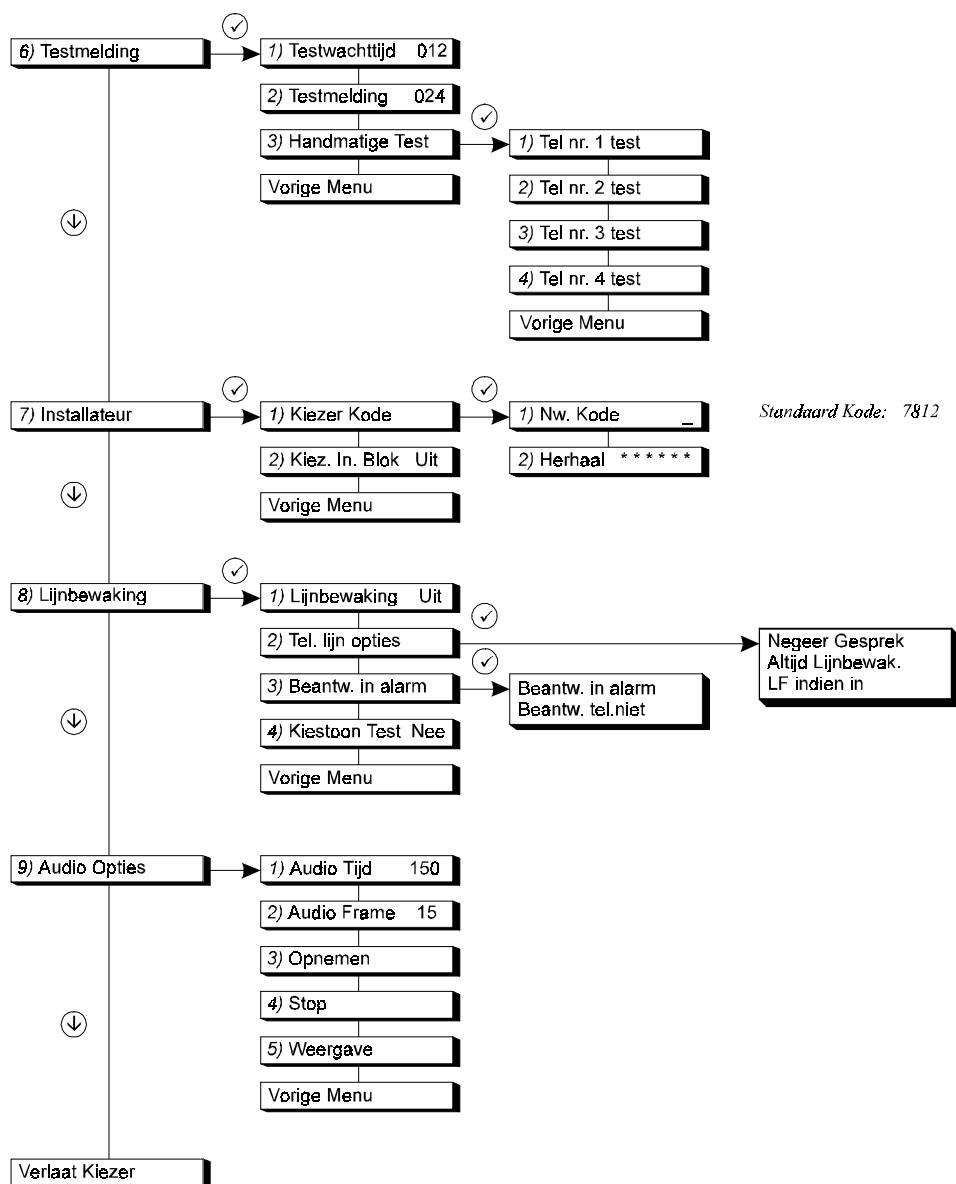 6) Testmelding
1) Testwachttijd 012
2) Testmelding 024
3) Handmatige Test
Vorige Menu
1) Tel nr. 1 test
2) Tel nr. 2 test
3) Tel nr. 3 test
4) Tel nr. 4 test
Vorige Menu
7) Installateur
1) Kiezer Kode
2) Kiez. In. Blok Uit
Vorige Menu
1) Nw. Kode _
2) Herhaal ******
Standaard Kode: 7812
8) Lijnbewaking
1) Lijnbewaking Uit
2) Tel. lijn opties
3) Beantw. in alarm
4) Kiestoon Test Nee
Vorige Menu
Beantw. in alarm
Beantw. tel.niet
Negeer Gesprek
Altijd Lijnbewak.
LF indien in
9) Audio Opties
1) Audio Tijd 150
2) Audio Frame 15
3) Opnemen
4) Stop
5) Weergave
Vorige Menu
Verlaat Kiezer